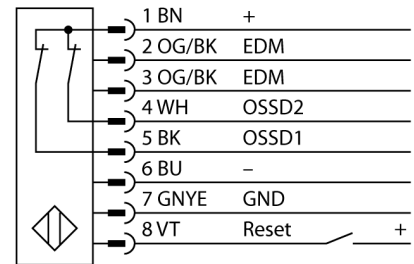 1 BN +
2 OG/BK EDM
3 OG/BK EDM
4 WH OSSD2
5 BK OSSD1
6 BU –
7 GNYE GND
8 VT Reset +